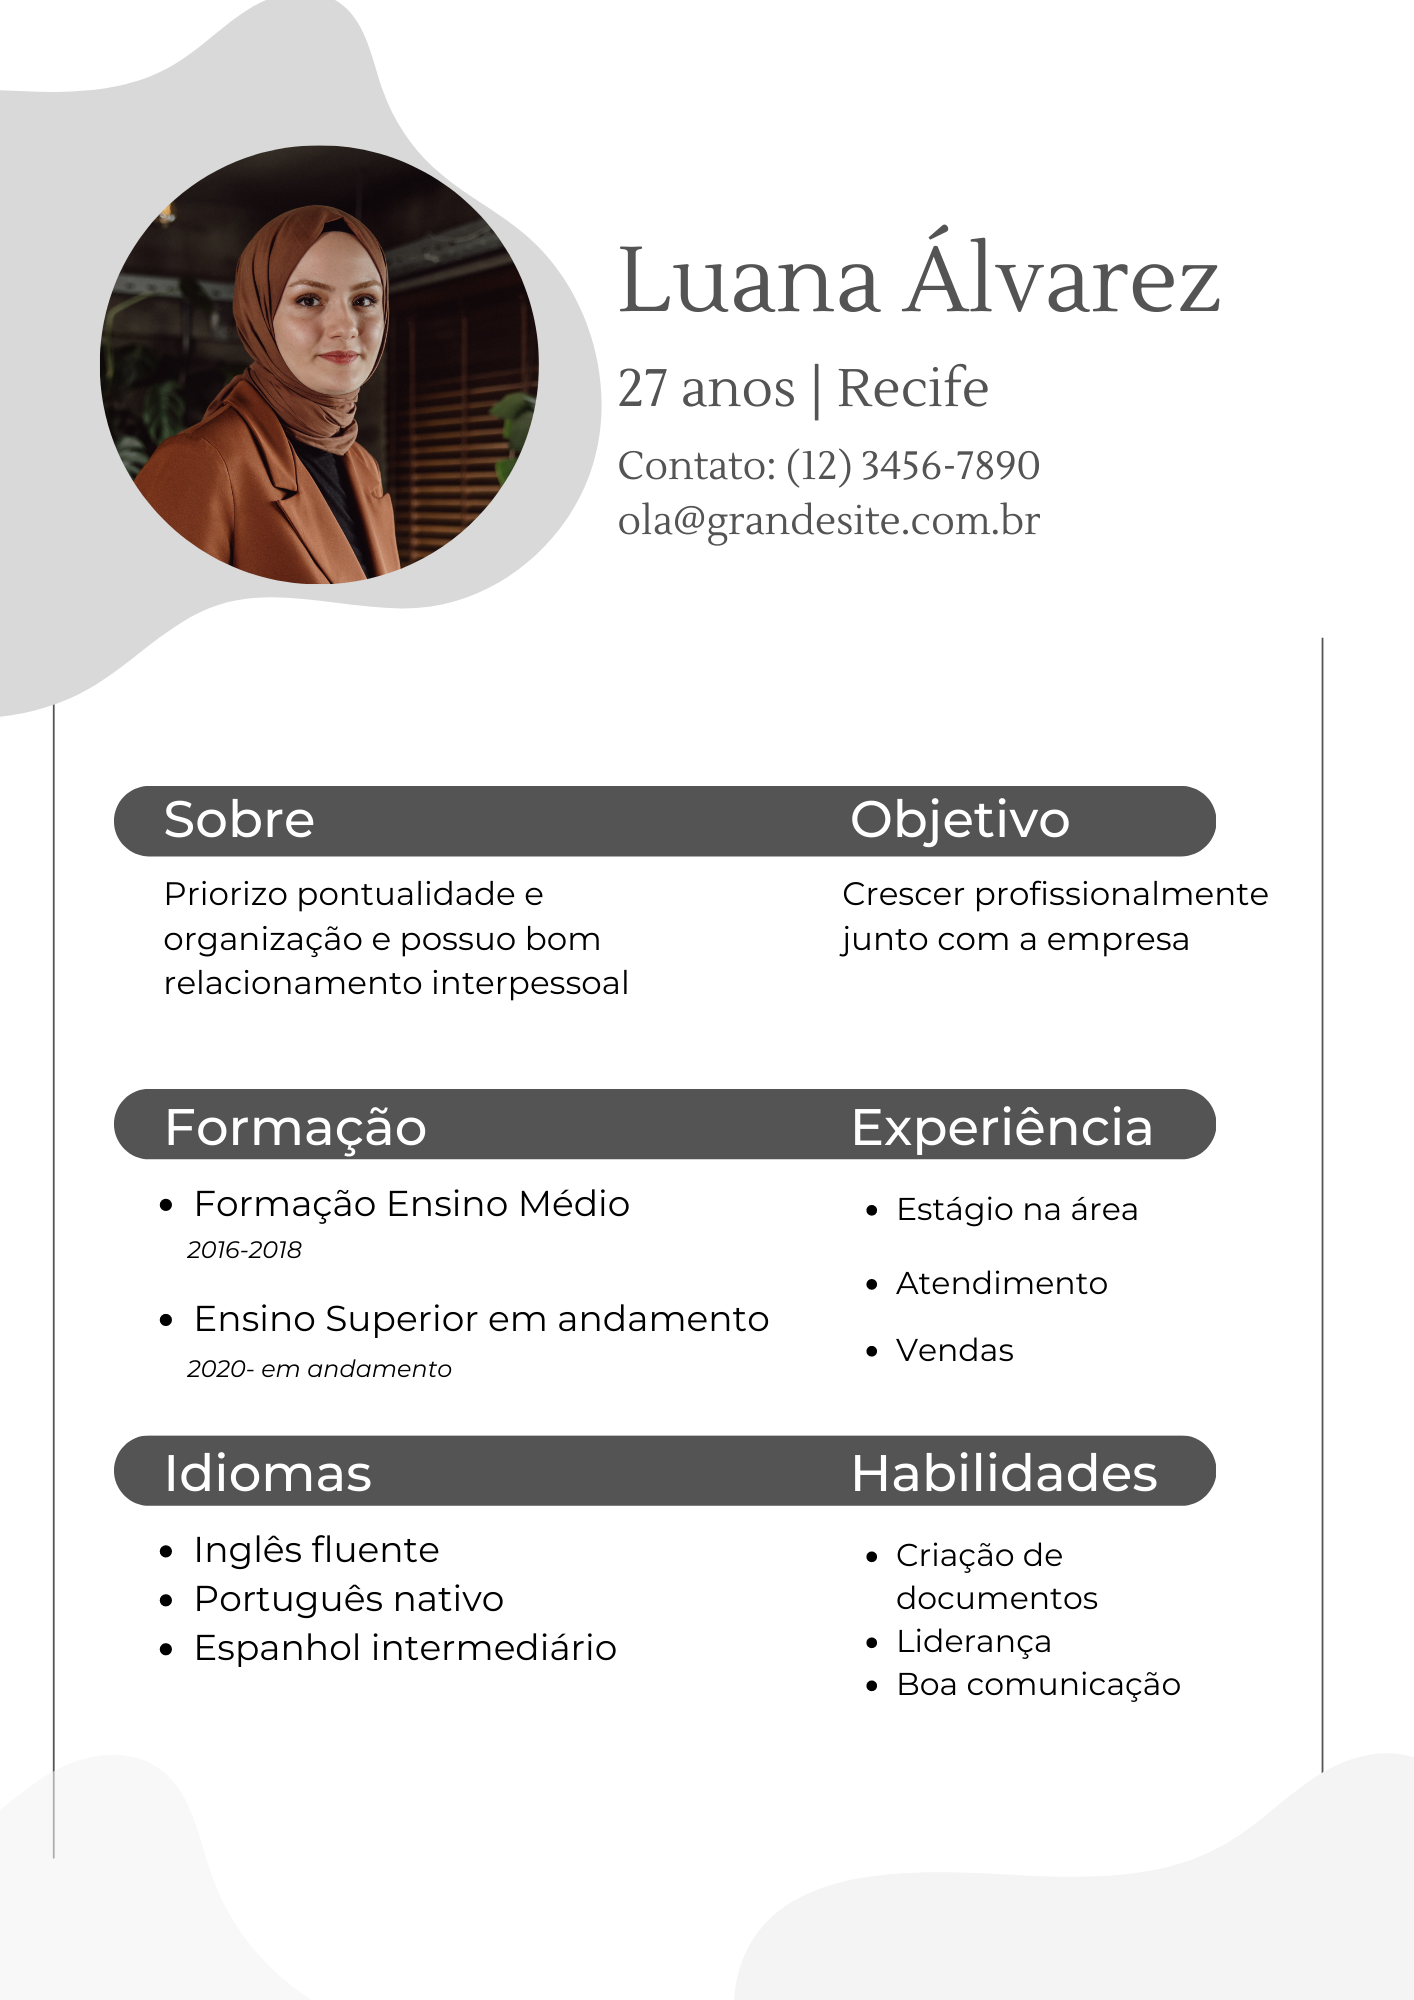 Luana Álvarez
27 anos | Recife
Contato: (12) 3456-7890
ola@grandesite.com.br
Sobre
Priorizo pontualidade e
organização e possuo bom
relacionamento interpessoal
Objetivo
Crescer profissionalmente
junto com a empresa
Formação
• Formação Ensino Médio
2016-2018
• Ensino Superior em andamento
2020- em andamento
Experiência
• Estágio na área
• Atendimento
• Vendas
Idiomas
• Inglês fluente
• Português nativo
• Espanhol intermediário
Habilidades
• Criação de
documentos
• Liderança
• Boa comunicação